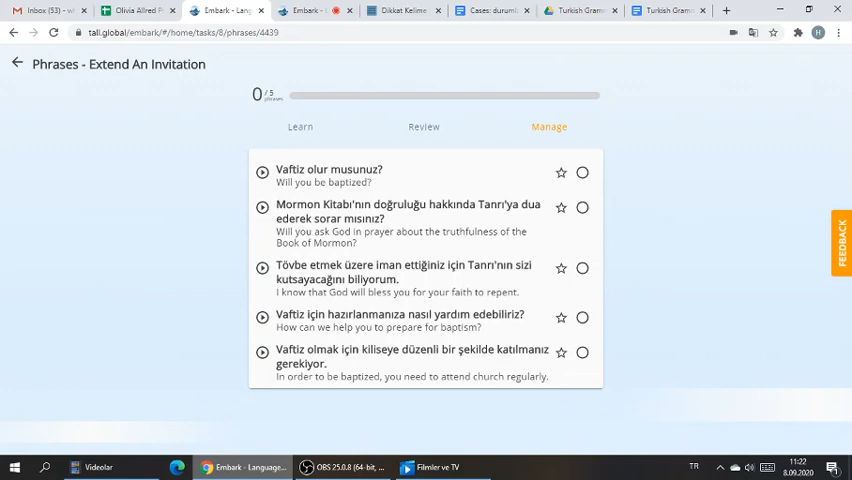 Inbox (53) - w
Olivia Allred P
Embark - Lang
Embark - L
Dikkat Kelime
Cases: durumla
Turkish Gramm
Turkish Gramm
tall.global/embark/#/home/tasks/8/phrases/4439
H
Phrases - Extend An Invitation
0 / 5
phrases
Learn
Review
Manage
Vaftiz olur musunuz?
Will you be baptized?
Mormon Kitabı'nın doğruluğu hakkında Tanrı'ya dua
ederek sorar mısınız?
Will you ask God in prayer about the truthfulness of the
Book of Mormon?
Tövbe etmek üzere iman ettiğiniz için Tanrı'nın sizi
kutsayacağını biliyorum.
I know that God will bless you for your faith to repent.
Vaftiz için hazırlanmanıza nasıl yardım edebiliriz?
How can we help you to prepare for baptism?
Vaftiz olmak için kiliseye düzenli bir şekilde katılmanız
gerekiyor.
In order to be baptized, you need to attend church regularly.
FEEDBACK
Videolar
Embark - Language...
OBS 25.0.8 (64-bit, ...
Filmler ve TV
TR
11:22
8.09.2020